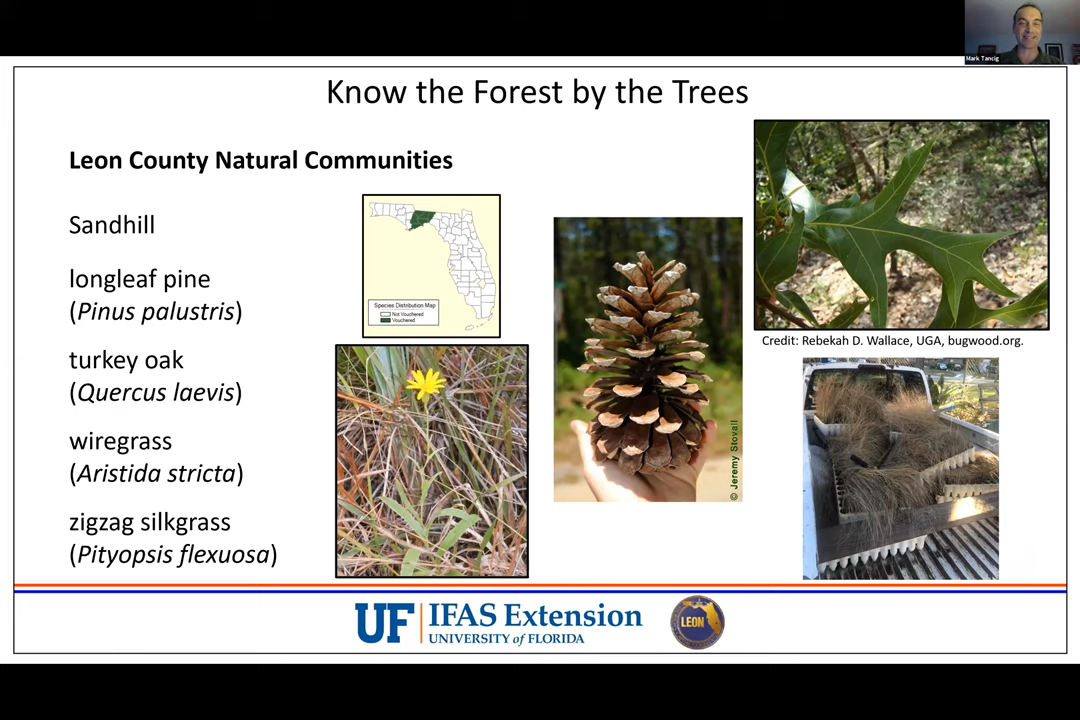 Mark Tancig
Know the Forest by the Trees
Leon County Natural Communities
Sandhill
longleaf pine
(Pinus palustris)
turkey oak
(Quercus laevis)
wiregrass
(Aristida stricta)
zigzag silkgrass
(Pityopsis flexuosa)
Species Distribution Map
Not Vouchered
Vouchered
© Jeremy Stovall
Credit: Rebekah D. Wallace, UGA, bugwood.org.
UF
IFAS Extension
UNIVERSITY of FLORIDA
LEON